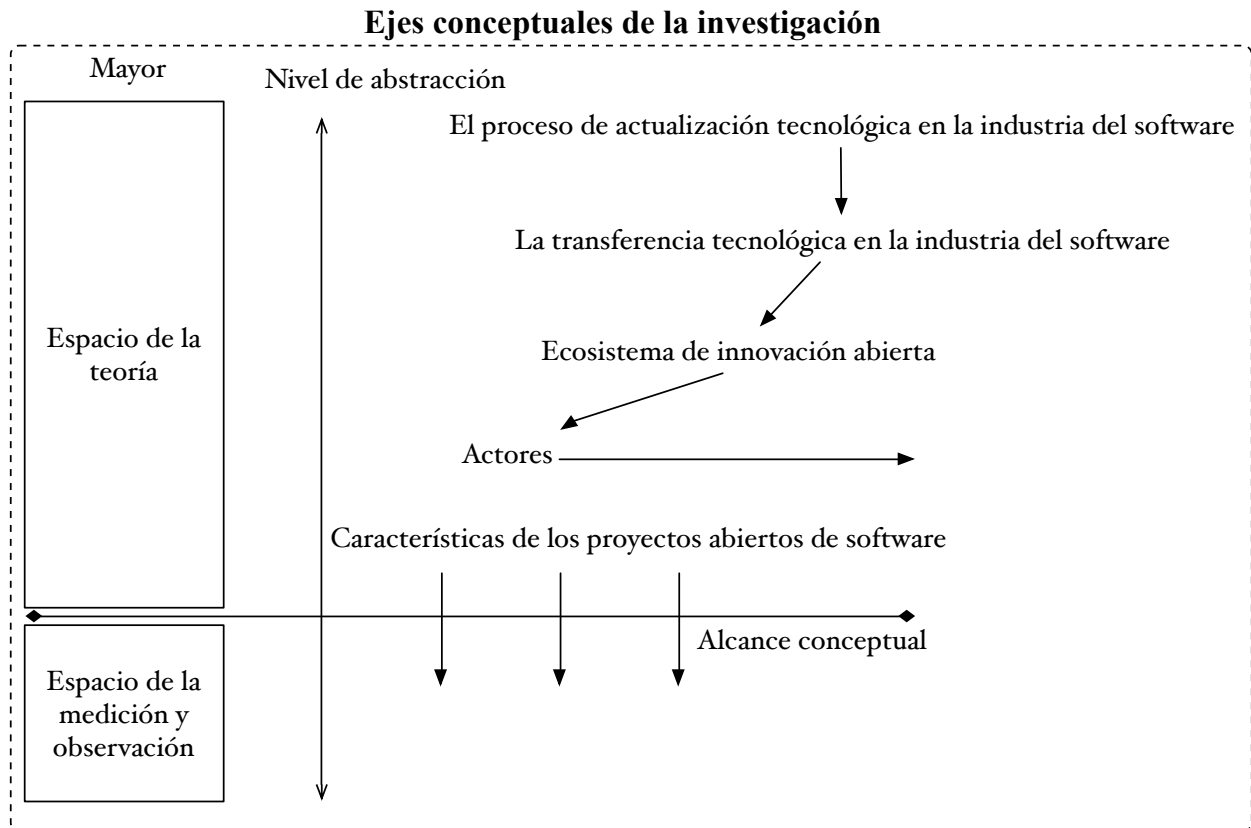 Ejes conceptuales de la investigación
Mayor
Nivel de abstracción
El proceso de actualización tecnológica en la industria del software
La transferencia tecnológica en la industria del software
Espacio de la
teoría
Ecosistema de innovación abierta
Actores
Características de los proyectos abiertos de software
Alcance conceptual
Espacio de la
medición y
observación